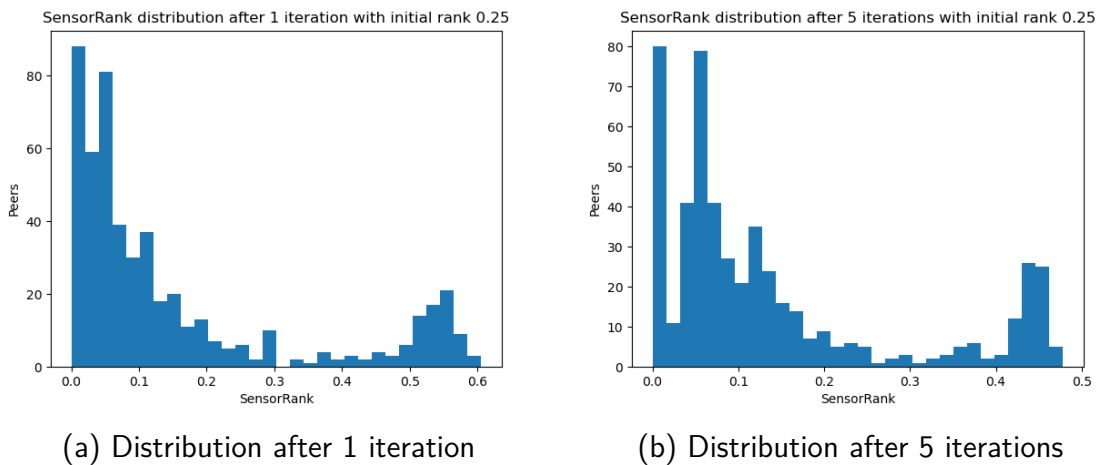 SensorRank distribution after 1 iteration with initial rank 0.25
80
60
40
20
0
Peers
0.0 0.1 0.2 0.3 0.4 0.5 0.6
SensorRank
(a) Distribution after 1 iteration
SensorRank distribution after 5 iterations with initial rank 0.25
80
70
60
50
40
30
20
10
0
Peers
0.0 0.1 0.2 0.3 0.4 0.5
SensorRank
(b) Distribution after 5 iterations